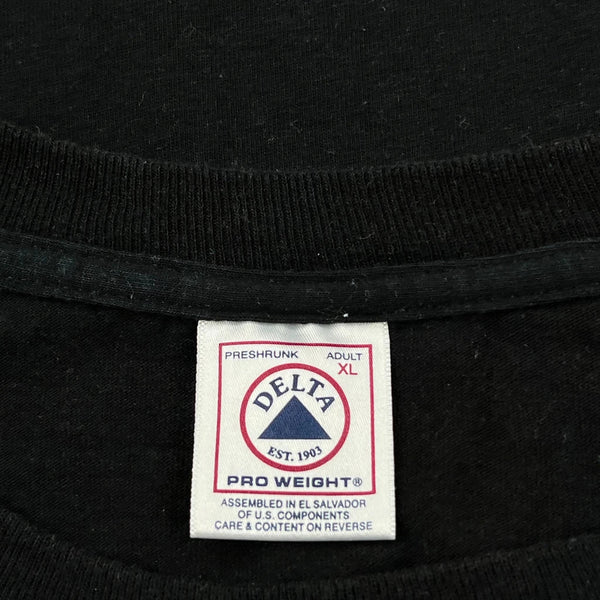 PRESHRUNK ADULT
XL
DELTA
EST. 1903
PRO WEIGHT®
ASSEMBLED IN EL SALVADOR
OF U.S. COMPONENTS
CARE & CONTENT ON REVERSE